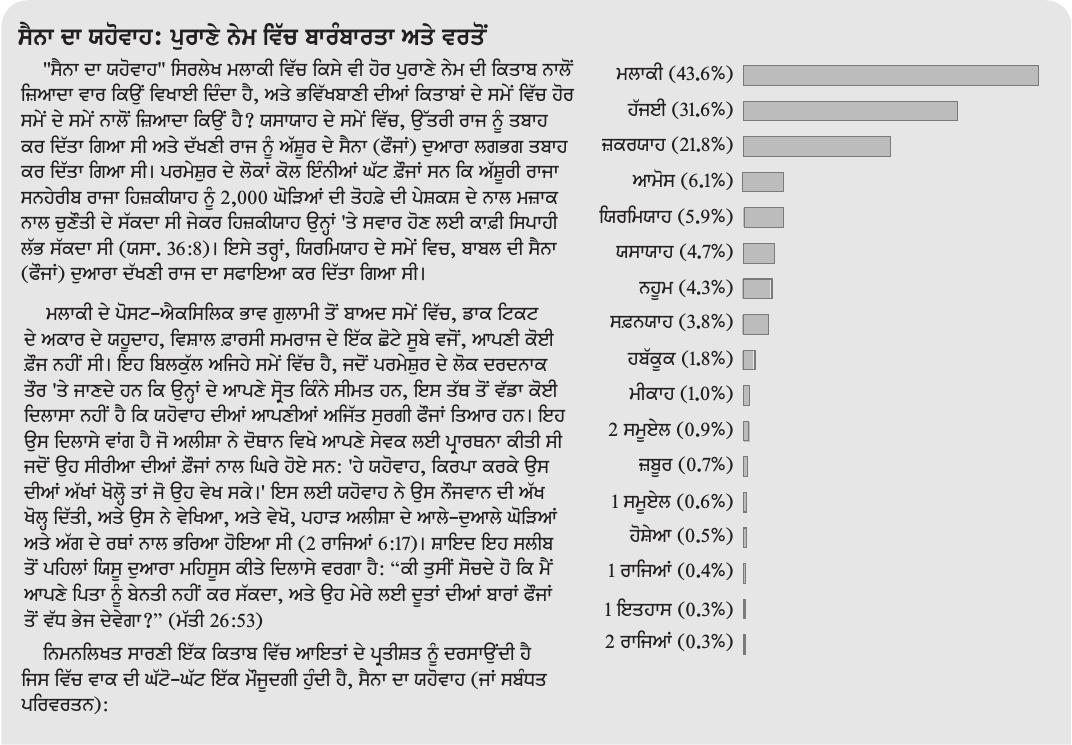 ਸੈਨਾ ਦਾ ਯਹੋਵਾਹ: ਪੁਰਾਣੇ ਨੇਮ ਵਿੱਚ ਬਾਰੰਬਾਰਤਾ ਅਤੇ ਵਰਤੋਂ
"ਸੈਨਾ ਦਾ ਯਹੋਵਾਹ" ਸਿਰਲੇਖ ਮਲਾਕੀ ਵਿੱਚ ਕਿਸੇ ਵੀ ਹੋਰ ਪੁਰਾਣੇ ਨੇਮ ਦੀ ਕਿਤਾਬ ਨਾਲੋਂ
ਜ਼ਿਆਦਾ ਵਾਰ ਕਿਉਂ ਵਿਖਾਈ ਦਿੰਦਾ ਹੈ, ਅਤੇ ਭਵਿੱਖਬਾਣੀ ਦੀਆਂ ਕਿਤਾਬਾਂ ਦੇ ਸਮੇਂ ਵਿੱਚ ਹੋਰ
ਸਮੇਂ ਦੇ ਸਮੇਂ ਨਾਲੋਂ ਜ਼ਿਆਦਾ ਕਿਉਂ ਹੈ? ਯਸਾਯਾਹ ਦੇ ਸਮੇਂ ਵਿੱਚ, ਉੱਤਰੀ ਰਾਜ ਨੂੰ ਤਬਾਹ
ਕਰ ਦਿੱਤਾ ਗਿਆ ਸੀ ਅਤੇ ਦੱਖਣੀ ਰਾਜ ਨੂੰ ਅੱਸ਼ੂਰ ਦੇ ਸੈਨਾ (ਫੌਜਾਂ) ਦੁਆਰਾ ਲਗਭਗ ਤਬਾਹ
ਕਰ ਦਿੱਤਾ ਗਿਆ ਸੀ। ਪਰਮੇਸ਼ੁਰ ਦੇ ਲੋਕਾਂ ਕੋਲ ਇੰਨੀਆਂ ਘੱਟ ਫ਼ੌਜਾਂ ਸਨ ਕਿ ਅੱਸ਼ੂਰੀ ਰਾਜਾ
ਸਨਹੇਰੀਬ ਰਾਜਾ ਹਿਜ਼ਕੀਯਾਹ ਨੂੰ 2,000 ਘੋੜਿਆਂ ਦੀ ਤੋਹਫ਼ੇ ਦੀ ਪੇਸ਼ਕਸ਼ ਦੇ ਨਾਲ ਮਜ਼ਾਕ
ਨਾਲ ਚੁਣੌਤੀ ਦੇ ਸੱਕਦਾ ਸੀ ਜੇਕਰ ਹਿਜ਼ਕੀਯਾਹ ਉਨ੍ਹਾਂ 'ਤੇ ਸਵਾਰ ਹੋਣ ਲਈ ਕਾਫ਼ੀ ਸਿਪਾਹੀ
ਲੱਭ ਸੱਕਦਾ ਸੀ (ਯਸਾ. 36:8)। ਇਸੇ ਤਰ੍ਹਾਂ, ਯਿਰਮਿਯਾਹ ਦੇ ਸਮੇਂ ਵਿਚ, ਬਾਬਲ ਦੀ ਸੈਨਾ
(ਫੌਜਾਂ) ਦੁਆਰਾ ਦੱਖਣੀ ਰਾਜ ਦਾ ਸਫਾਇਆ ਕਰ ਦਿੱਤਾ ਗਿਆ ਸੀ।
ਮਲਾਕੀ ਦੇ ਪੋਸਟ-ਐਕਸਿਲਿਕ ਭਾਵ ਗੁਲਾਮੀ ਤੋਂ ਬਾਅਦ ਸਮੇਂ ਵਿੱਚ, ਡਾਕ ਟਿਕਟ
ਦੇ ਅਕਾਰ ਦੇ ਯਹੂਦਾਹ, ਵਿਸ਼ਾਲ ਫ਼ਾਰਸੀ ਸਮਰਾਜ ਦੇ ਇੱਕ ਛੋਟੇ ਸੂਬੇ ਵਜੋਂ, ਆਪਣੀ ਕੋਈ
ਫ਼ੌਜ ਨਹੀਂ ਸੀ। ਇਹ ਬਿਲਕੁੱਲ ਅਜਿਹੇ ਸਮੇਂ ਵਿੱਚ ਹੈ, ਜਦੋਂ ਪਰਮੇਸ਼ੁਰ ਦੇ ਲੋਕ ਦਰਦਨਾਕ
ਤੌਰ 'ਤੇ ਜਾਣਦੇ ਹਨ ਕਿ ਉਨ੍ਹਾਂ ਦੇ ਆਪਣੇ ਸ੍ਰੋਤ ਕਿੰਨੇ ਸੀਮਤ ਹਨ, ਇਸ ਤੱਥ ਤੋਂ ਵੱਡਾ ਕੋਈ
ਦਿਲਾਸਾ ਨਹੀਂ ਹੈ ਕਿ ਯਹੋਵਾਹ ਦੀਆਂ ਆਪਣੀਆਂ ਅਜਿੱਤ ਸੁਰਗੀ ਫੌਜਾਂ ਤਿਆਰ ਹਨ। ਇਹ
ਉਸ ਦਿਲਾਸੇ ਵਾਂਗ ਹੈ ਜੋ ਅਲੀਸ਼ਾ ਨੇ ਦੋਥਾਨ ਵਿਖੇ ਆਪਣੇ ਸੇਵਕ ਲਈ ਪ੍ਰਾਰਥਨਾ ਕੀਤੀ ਸੀ
ਜਦੋਂ ਉਹ ਸੀਰੀਆ ਦੀਆਂ ਫ਼ੌਜਾਂ ਨਾਲ ਘਿਰੇ ਹੋਏ ਸਨ: 'ਹੇ ਯਹੋਵਾਹ, ਕਿਰਪਾ ਕਰਕੇ ਉਸ
ਦੀਆਂ ਅੱਖਾਂ ਖੋਲ੍ਹੋ ਤਾਂ ਜੋ ਉਹ ਵੇਖ ਸਕੇ।' ਇਸ ਲਈ ਯਹੋਵਾਹ ਨੇ ਉਸ ਨੌਜਵਾਨ ਦੀ ਅੱਖ
ਖੋਲ੍ਹ ਦਿੱਤੀ, ਅਤੇ ਉਸ ਨੇ ਵੇਖਿਆ, ਅਤੇ ਵੇਖੋ, ਪਹਾੜ ਅਲੀਸ਼ਾ ਦੇ ਆਲੇ-ਦੁਆਲੇ ਘੋੜਿਆਂ
ਅਤੇ ਅੱਗ ਦੇ ਰਥਾਂ ਨਾਲ ਭਰਿਆ ਹੋਇਆ ਸੀ (2 ਰਾਜਿਆਂ 6:17)। ਸ਼ਾਇਦ ਇਹ ਸਲੀਬ
ਤੋਂ ਪਹਿਲਾਂ ਯਿਸੂ ਦੁਆਰਾ ਮਹਿਸੂਸ ਕੀਤੇ ਦਿਲਾਸੇ ਵਰਗਾ ਹੈ: “ਕੀ ਤੁਸੀਂ ਸੋਚਦੇ ਹੋ ਕਿ ਮੈਂ
ਆਪਣੇ ਪਿਤਾ ਨੂੰ ਬੇਨਤੀ ਨਹੀਂ ਕਰ ਸੱਕਦਾ, ਅਤੇ ਉਹ ਮੇਰੇ ਲਈ ਦੂਤਾਂ ਦੀਆਂ ਬਾਰਾਂ ਫੌਜਾਂ
ਤੋਂ ਵੱਧ ਭੇਜ ਦੇਵੇਗਾ?” (ਮੱਤੀ 26:53)
ਨਿਮਨਲਿਖਤ ਸਾਰਣੀ ਇੱਕ ਕਿਤਾਬ ਵਿੱਚ ਆਇਤਾਂ ਦੇ ਪ੍ਰਤੀਸ਼ਤ ਨੂੰ ਦਰਸਾਉਂਦੀ ਹੈ
ਜਿਸ ਵਿੱਚ ਵਾਕ ਦੀ ਘੱਟੋ-ਘੱਟ ਇੱਕ ਮੌਜੂਦਗੀ ਹੁੰਦੀ ਹੈ, ਸੈਨਾ ਦਾ ਯਹੋਵਾਹ (ਜਾਂ ਸਬੰਧਤ
ਪਰਿਵਰਤਨ):
ਮਲਾਕੀ (43.6%)
ਹੱਜਈ (31.6%)
ਜ਼ਕਰਯਾਹ (21.8%)
ਆਮੋਸ (6.1%)
ਯਿਰਮਿਯਾਹ (5.9%)
ਯਸਾਯਾਹ (4.7%)
ਨਹੂਮ (4.3%)
ਸਫ਼ਨਯਾਹ (3.8%)
ਹਬੱਕੂਕ (1.8%)
ਮੀਕਾਹ (1.0%)
2 ਸਮੂਏਲ (0.9%)
ਜ਼ਬੂਰ (0.7%)
1 ਸਮੂਏਲ (0.6%)
ਹੋਸ਼ੇਆ (0.5%)
1 ਰਾਜਿਆਂ (0.4%)
1 ਇਤਹਾਸ (0.3%)
2 ਰਾਜਿਆਂ (0.3%)